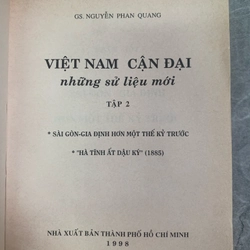 GS. NGUYỄN PHAN QUANG
VIỆT NAM CẬN ĐẠI
những sử liệu mới
TẬP 2
* SÀI GÒN-GIA ĐỊNH HƠN MỘT THẾ KỶ TRƯỚC
* "HÀ TĨNH ẤT DẬU KÝ" (1885)
NHÀ XUẤT BẢN THÀNH PHỐ HỒ CHÍ MINH
1998